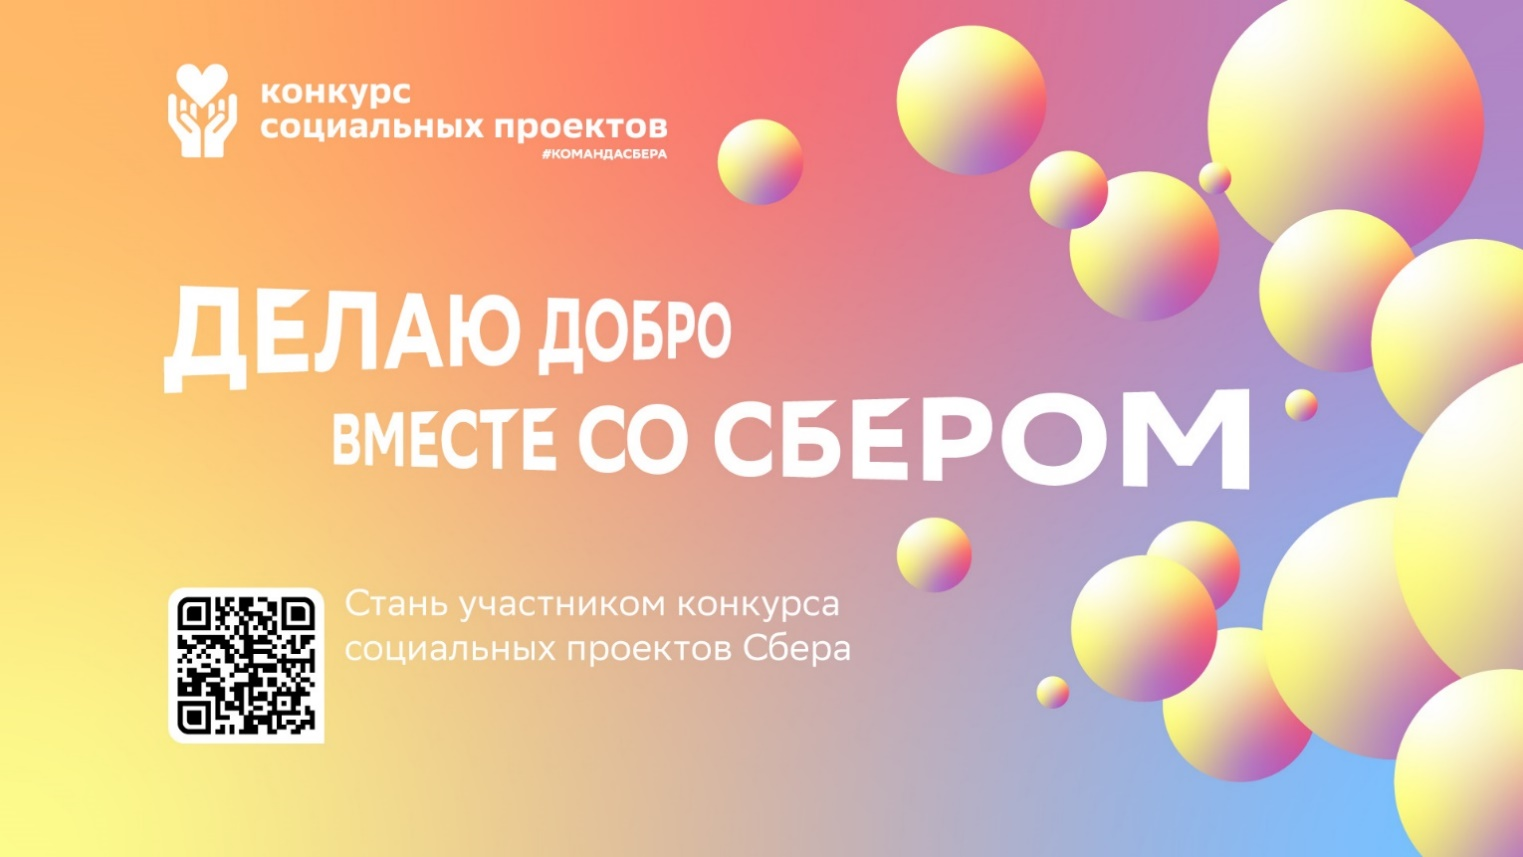 конкурс
социальных проектов
#КОМАНДАСБЕРА
ДЕЛАЮ ДОБРО
ВМЕСТЕ СО СБЕРОМ
Стань участником конкурса
социальных проектов Сбера